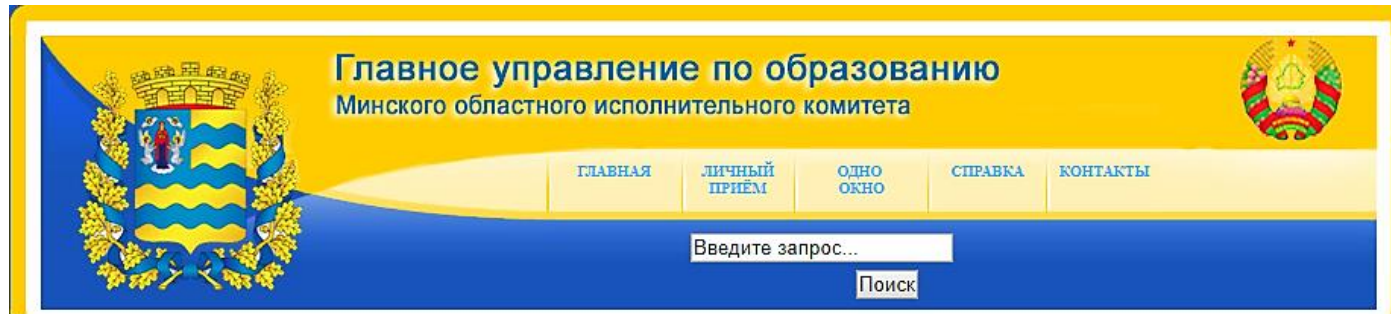 Главное управление по образованию
Минского областного исполнительного комитета
ГЛАВНАЯ
ЛИЧНЫЙ
ПРИЁМ
ОДНО
ОКНО
СПРАВКА
КОНТАКТЫ
Введите запрос...
Поиск